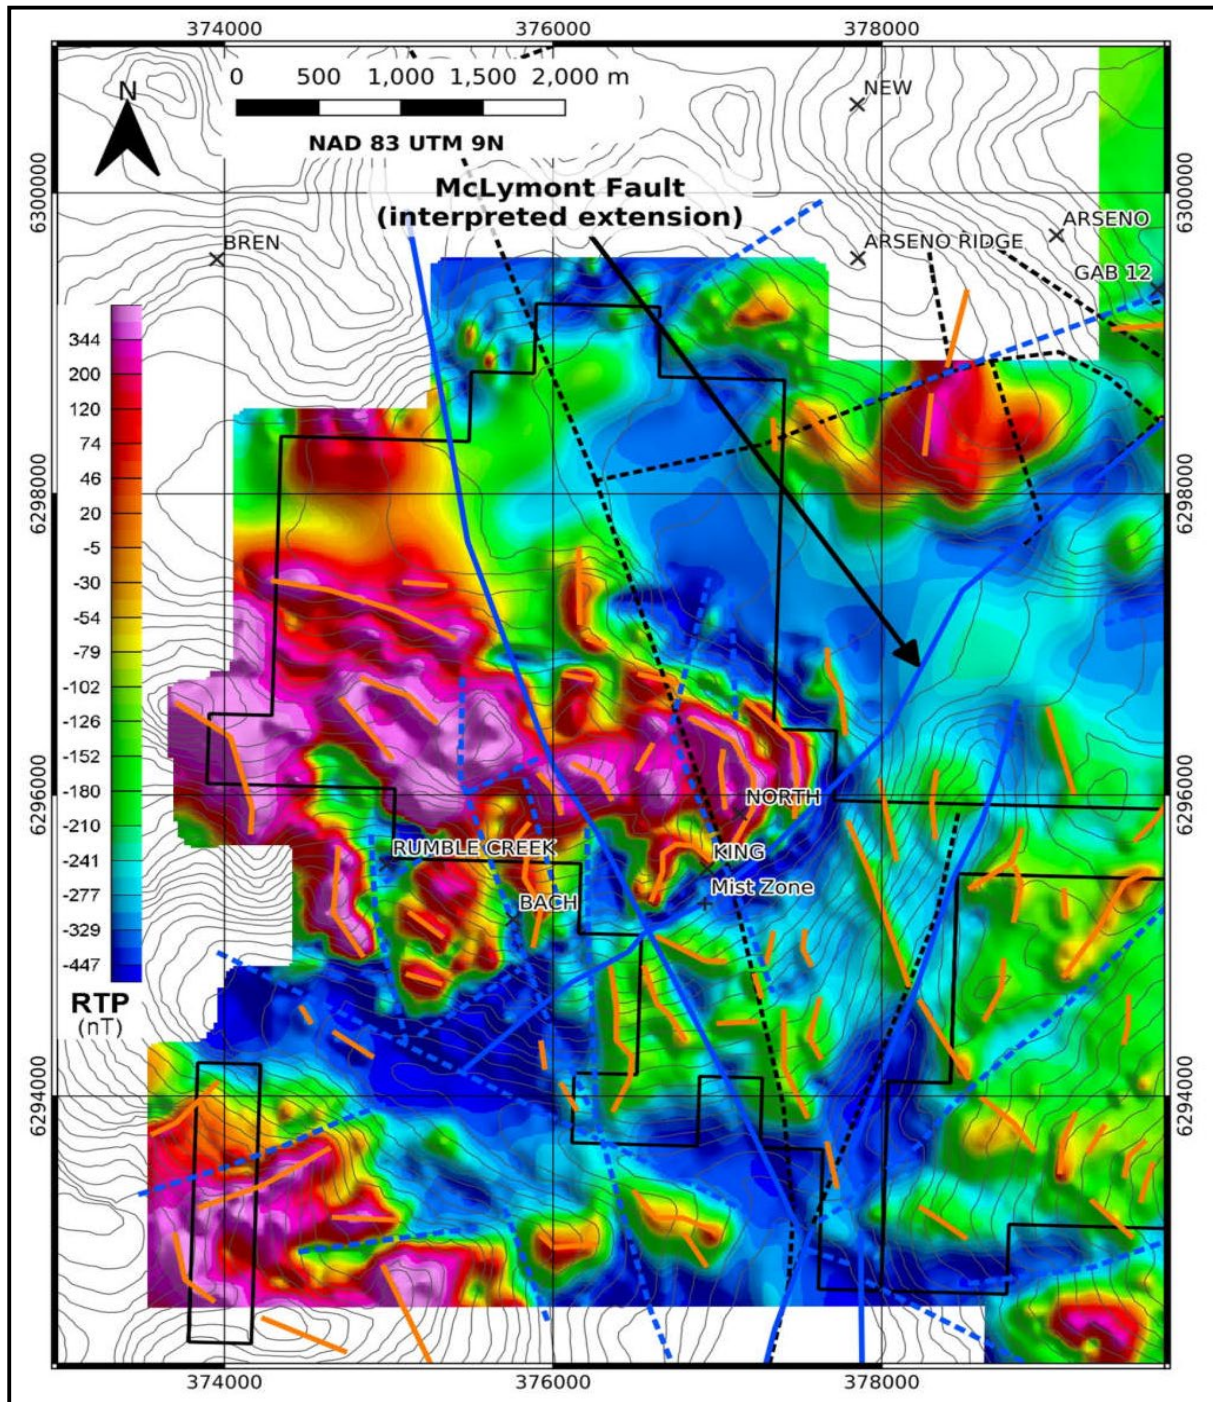 374000 376000 378000
N
0 500 1,000 1,500 2,000 m
NAD 83 UTM 9N
NEW
McLymont Fault
(interpreted extension)
6300000 6300000
BREN
ARSENO
ARSENO RIDGE
GAB 12
344
200
120
74
46
20
-5
-30
-54
-79
-102
-126
-152
-180
-210
-241
-277
-329
-447
RTP
(nT)
6298000 6298000
6296000 6296000
NORTH
RUMBLE CREEK
KING
Mist Zone
BACH
6294000 6294000
374000 376000 378000